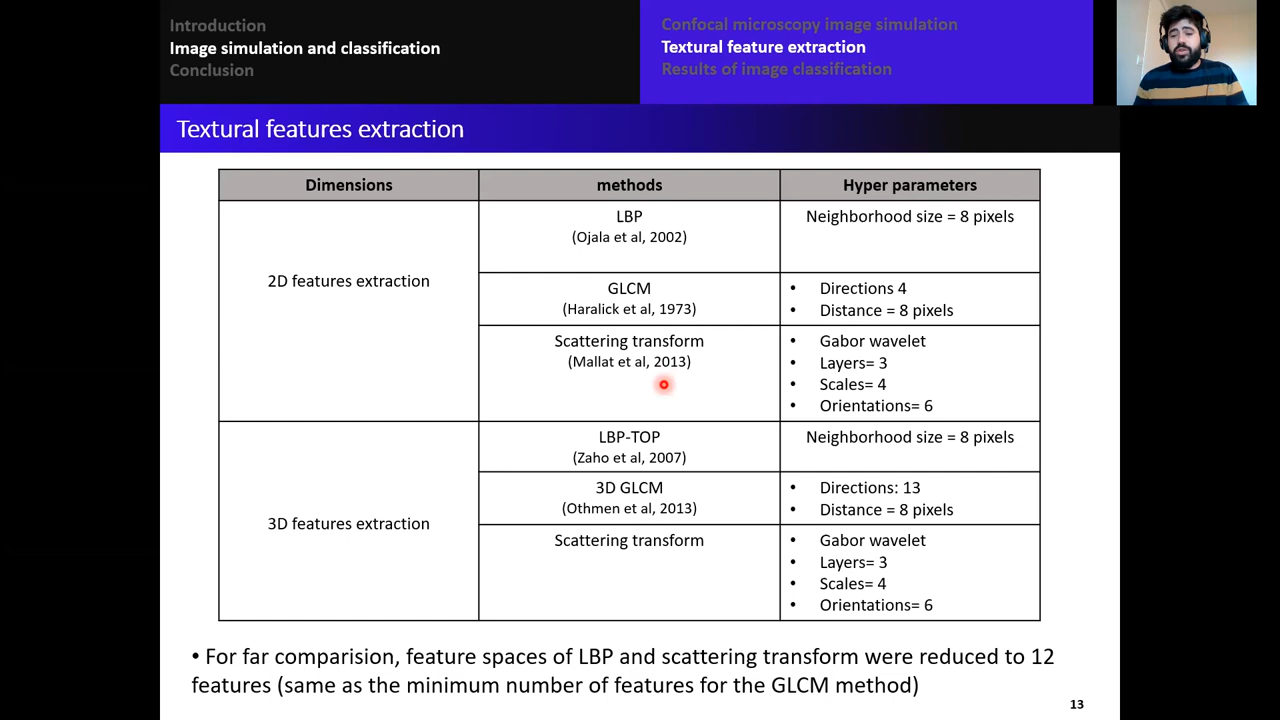 Introduction
Image simulation and classification
Conclusion
Confocal microscopy image simulation
Textural feature extraction
Results of image classification
Textural features extraction
Dimensions
methods
Hyper parameters
2D features extraction
LBP
(Ojala et al, 2002)
Neighborhood size = 8 pixels
GLCM
(Haralick et al, 1973)
• Directions 4
• Distance = 8 pixels
Scattering transform
(Mallat et al, 2013)
• Gabor wavelet
• Layers= 3
• Scales= 4
• Orientations= 6
3D features extraction
LBP-TOP
(Zaho et al, 2007)
Neighborhood size = 8 pixels
3D GLCM
(Othmen et al, 2013)
• Directions: 13
• Distance = 8 pixels
Scattering transform
• Gabor wavelet
• Layers= 3
• Scales= 4
• Orientations= 6
• For far comparision, feature spaces of LBP and scattering transform were reduced to 12
features (same as the minimum number of features for the GLCM method)
13